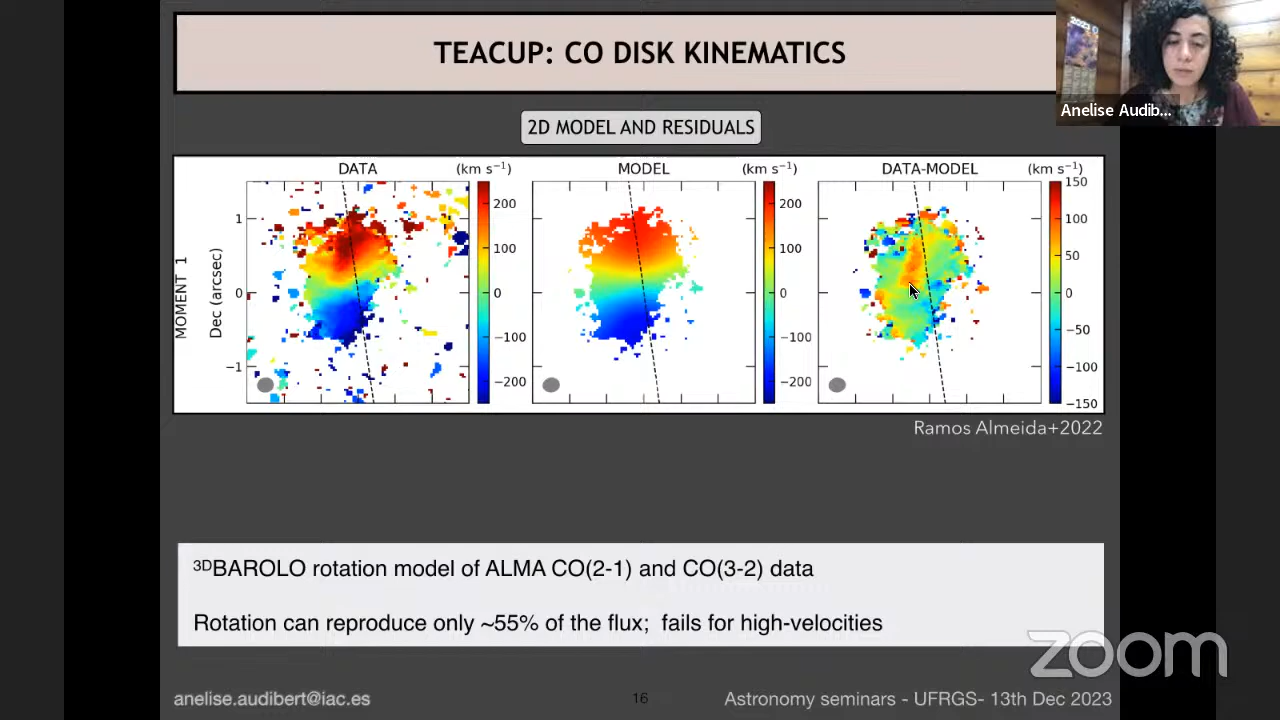 TEACUP: CO DISK KINEMATICS
Anelise Audib...
2D MODEL AND RESIDUALS
DATA (km s⁻¹) MODEL (km s⁻¹) DATA-MODEL (km s⁻¹)
MOMENT 1
Dec (arcsec)
1
0
−1
200
100
0
−100
−200
200
100
0
−100
−200
150
100
50
0
−50
−100
−150
Ramos Almeida+2022
³ᴰBAROLO rotation model of ALMA CO(2-1) and CO(3-2) data
Rotation can reproduce only ~55% of the flux; fails for high-velocities
zoom
anelise.audibert@iac.es 16 Astronomy seminars - UFRGS- 13th Dec 2023